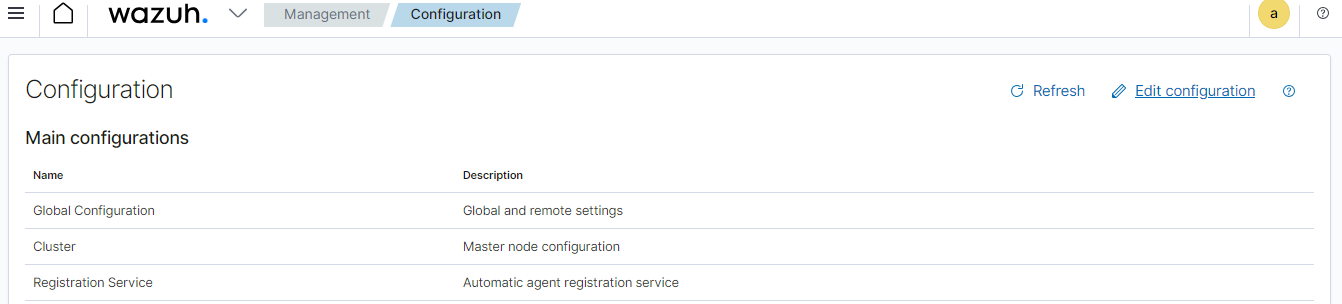 wazuh. Management Configuration a
Configuration Refresh Edit configuration
Main configurations
Name Description
Global Configuration Global and remote settings
Cluster Master node configuration
Registration Service Automatic agent registration service